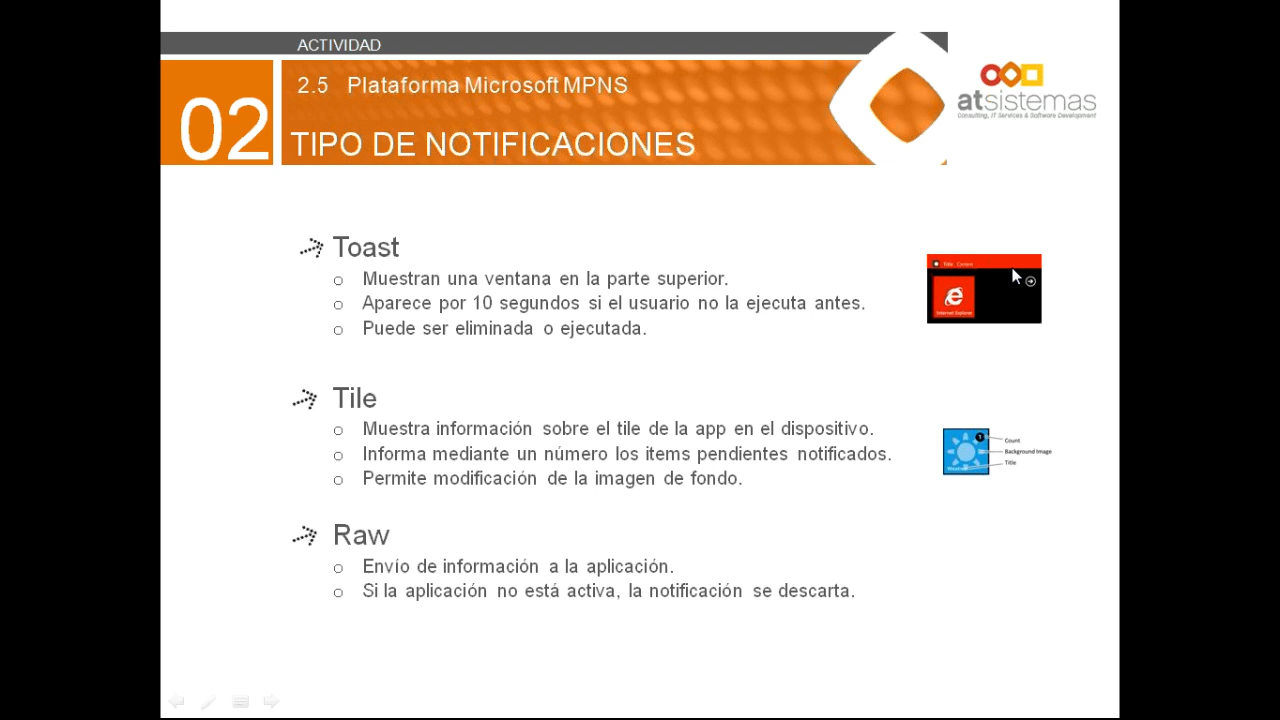 ACTIVIDAD
02
2.5 Plataforma Microsoft MPNS
TIPO DE NOTIFICACIONES
atsistemas
Consulting, IT Services & Software Development
Toast
Muestran una ventana en la parte superior.
Aparece por 10 segundos si el usuario no la ejecuta antes.
Puede ser eliminada o ejecutada.
Title Content
Internet Explorer
Tile
Muestra información sobre el tile de la app en el dispositivo.
Informa mediante un número los items pendientes notificados.
Permite modificación de la imagen de fondo.
Count
Background Image
Title
Raw
Envío de información a la aplicación.
Si la aplicación no está activa, la notificación se descarta.